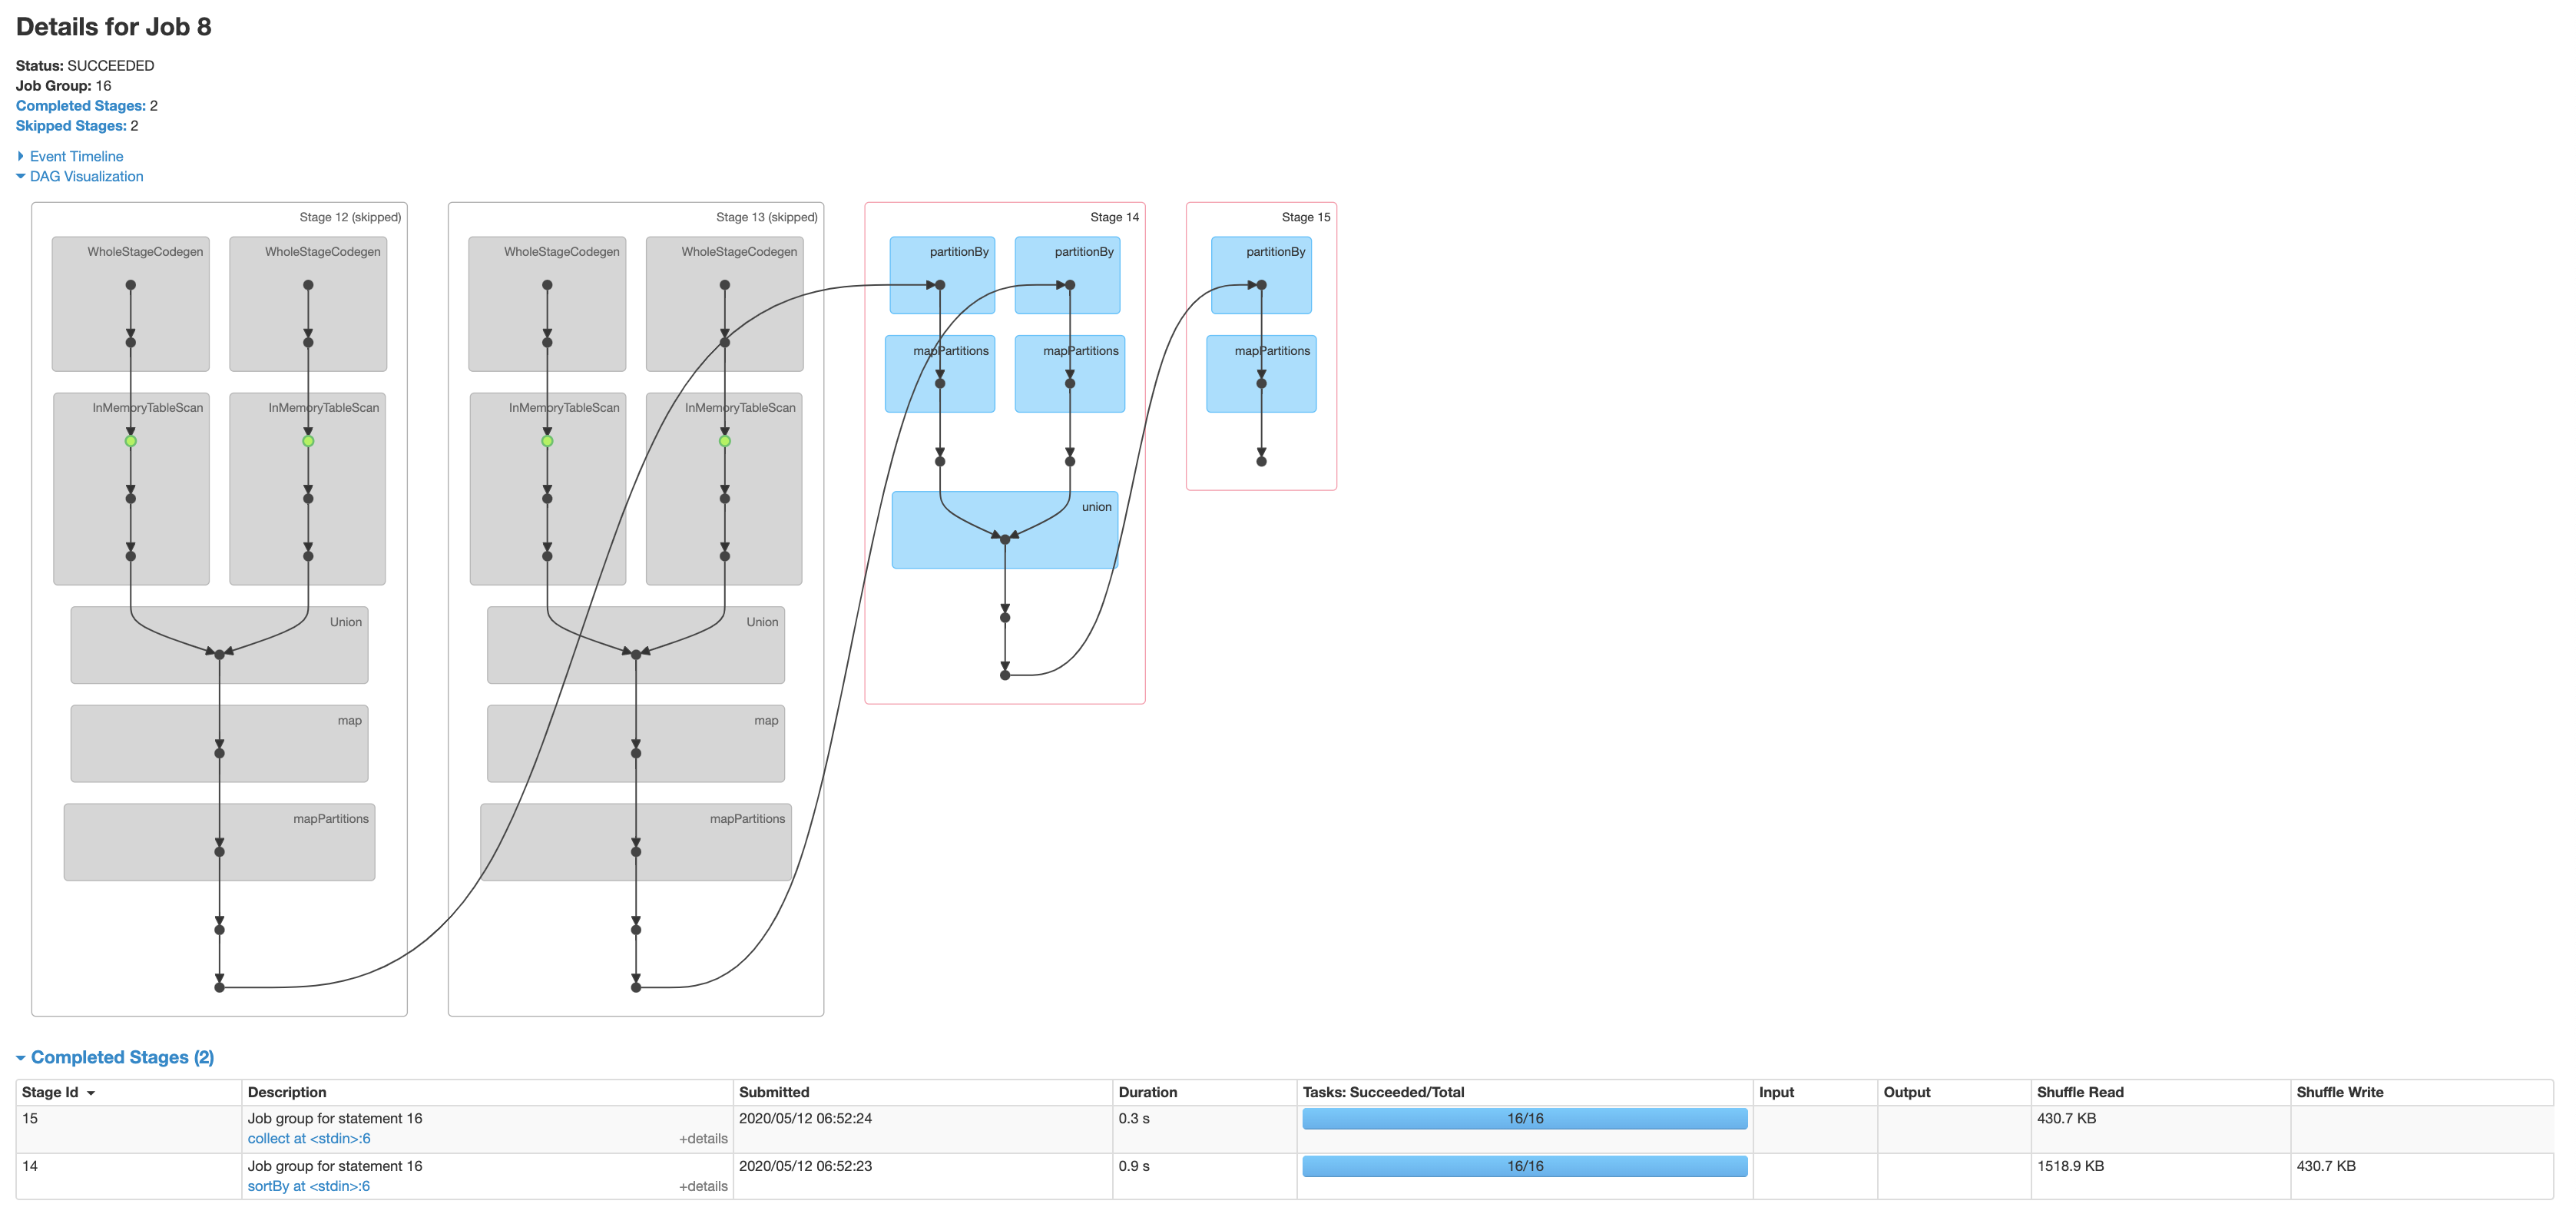 Details for Job 8
Status: SUCCEEDED
Job Group: 16
Completed Stages: 2
Skipped Stages: 2
Event Timeline
DAG Visualization
Stage 12 (skipped)
WholeStageCodegen
WholeStageCodegen
InMemoryTableScan
InMemoryTableScan
Union
map
mapPartitions
Stage 13 (skipped)
WholeStageCodegen
WholeStageCodegen
InMemoryTableScan
InMemoryTableScan
Union
map
mapPartitions
Stage 14
partitionBy
partitionBy
mapPartitions
mapPartitions
union
Stage 15
partitionBy
mapPartitions
Completed Stages (2)
Stage Id Description Submitted Duration Tasks: Succeeded/Total Input Output Shuffle Read Shuffle Write
15 Job group for statement 16 2020/05/12 06:52:24 0.3 s 16/16 430.7 KB
collect at <stdin>:6 +details
14 Job group for statement 16 2020/05/12 06:52:23 0.9 s 16/16 1518.9 KB 430.7 KB
sortBy at <stdin>:6 +details